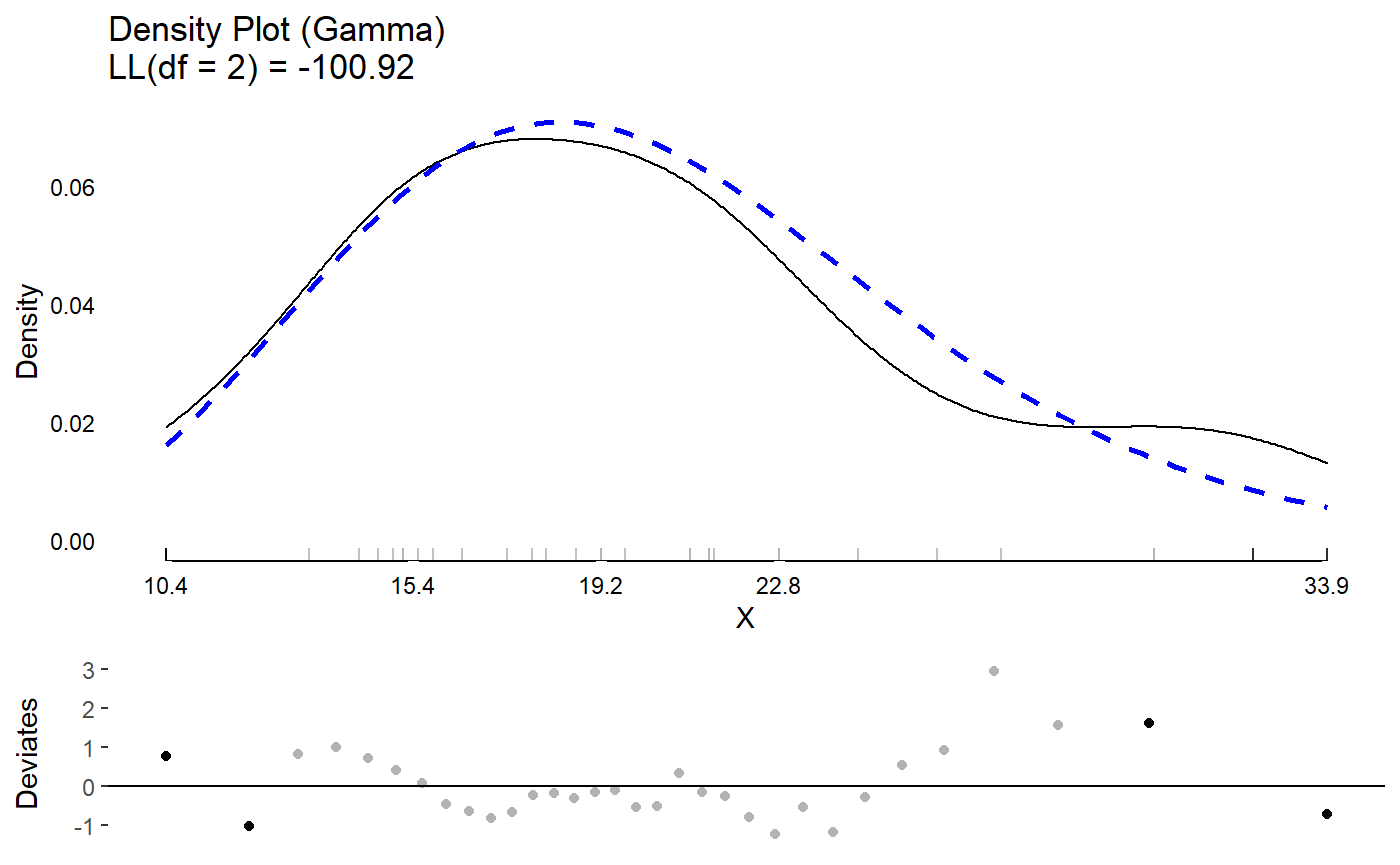 Density Plot (Gamma)
LL(df = 2) = -100.92
Density
0.06
0.04
0.02
0.00
10.4 15.4 19.2 22.8 33.9
X
Deviates
3
2
1
0
-1